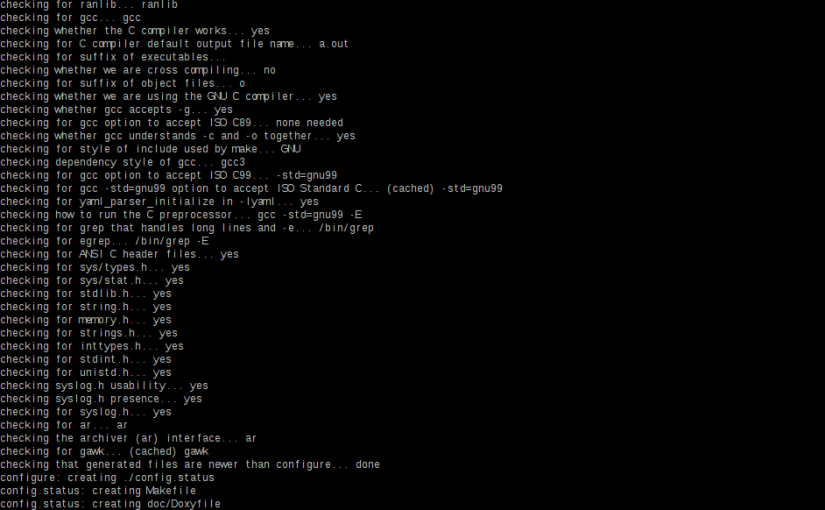 checking for ranlib... ranlib
checking for gcc... gcc
checking whether the C compiler works... yes
checking for C compiler default output file name... a.out
checking for suffix of executables...
checking whether we are cross compiling... no
checking for suffix of object files... o
checking whether we are using the GNU C compiler... yes
checking whether gcc accepts -g... yes
checking for gcc option to accept ISO C89... none needed
checking whether gcc understands -c and -o together... yes
checking for style of include used by make... GNU
checking dependency style of gcc... gcc3
checking for gcc option to accept ISO C99... -std=gnu99
checking for gcc -std=gnu99 option to accept ISO Standard C... (cached) -std=gnu99
checking for yaml_parser_initialize in -lyaml... yes
checking how to run the C preprocessor... gcc -std=gnu99 -E
checking for grep that handles long lines and -e... /bin/grep
checking for egrep... /bin/grep -E
checking for ANSI C header files... yes
checking for sys/types.h... yes
checking for sys/stat.h... yes
checking for stdlib.h... yes
checking for string.h... yes
checking for memory.h... yes
checking for strings.h... yes
checking for inttypes.h... yes
checking for stdint.h... yes
checking for unistd.h... yes
checking syslog.h usability... yes
checking syslog.h presence... yes
checking for syslog.h... yes
checking for ar... ar
checking the archiver (ar) interface... ar
checking for gawk... (cached) gawk
checking that generated files are newer than configure... done
configure: creating ./config.status
config.status: creating Makefile
config.status: creating doc/Doxyfile